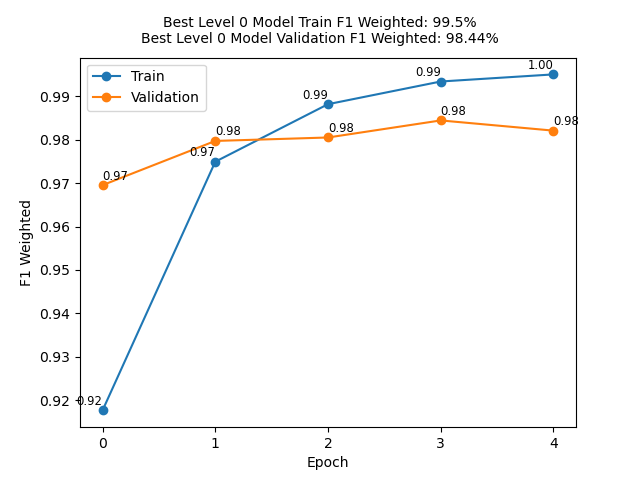 Best Level 0 Model Train F1 Weighted: 99.5%
Best Level 0 Model Validation F1 Weighted: 98.44%
Train
Validation
1.00
0.99
0.99
0.98
0.98
0.98
0.98
0.97
0.97
0.92
0.99
0.98
0.97
0.96
0.95
0.94
0.93
0.92
F1 Weighted
0 1 2 3 4
Epoch